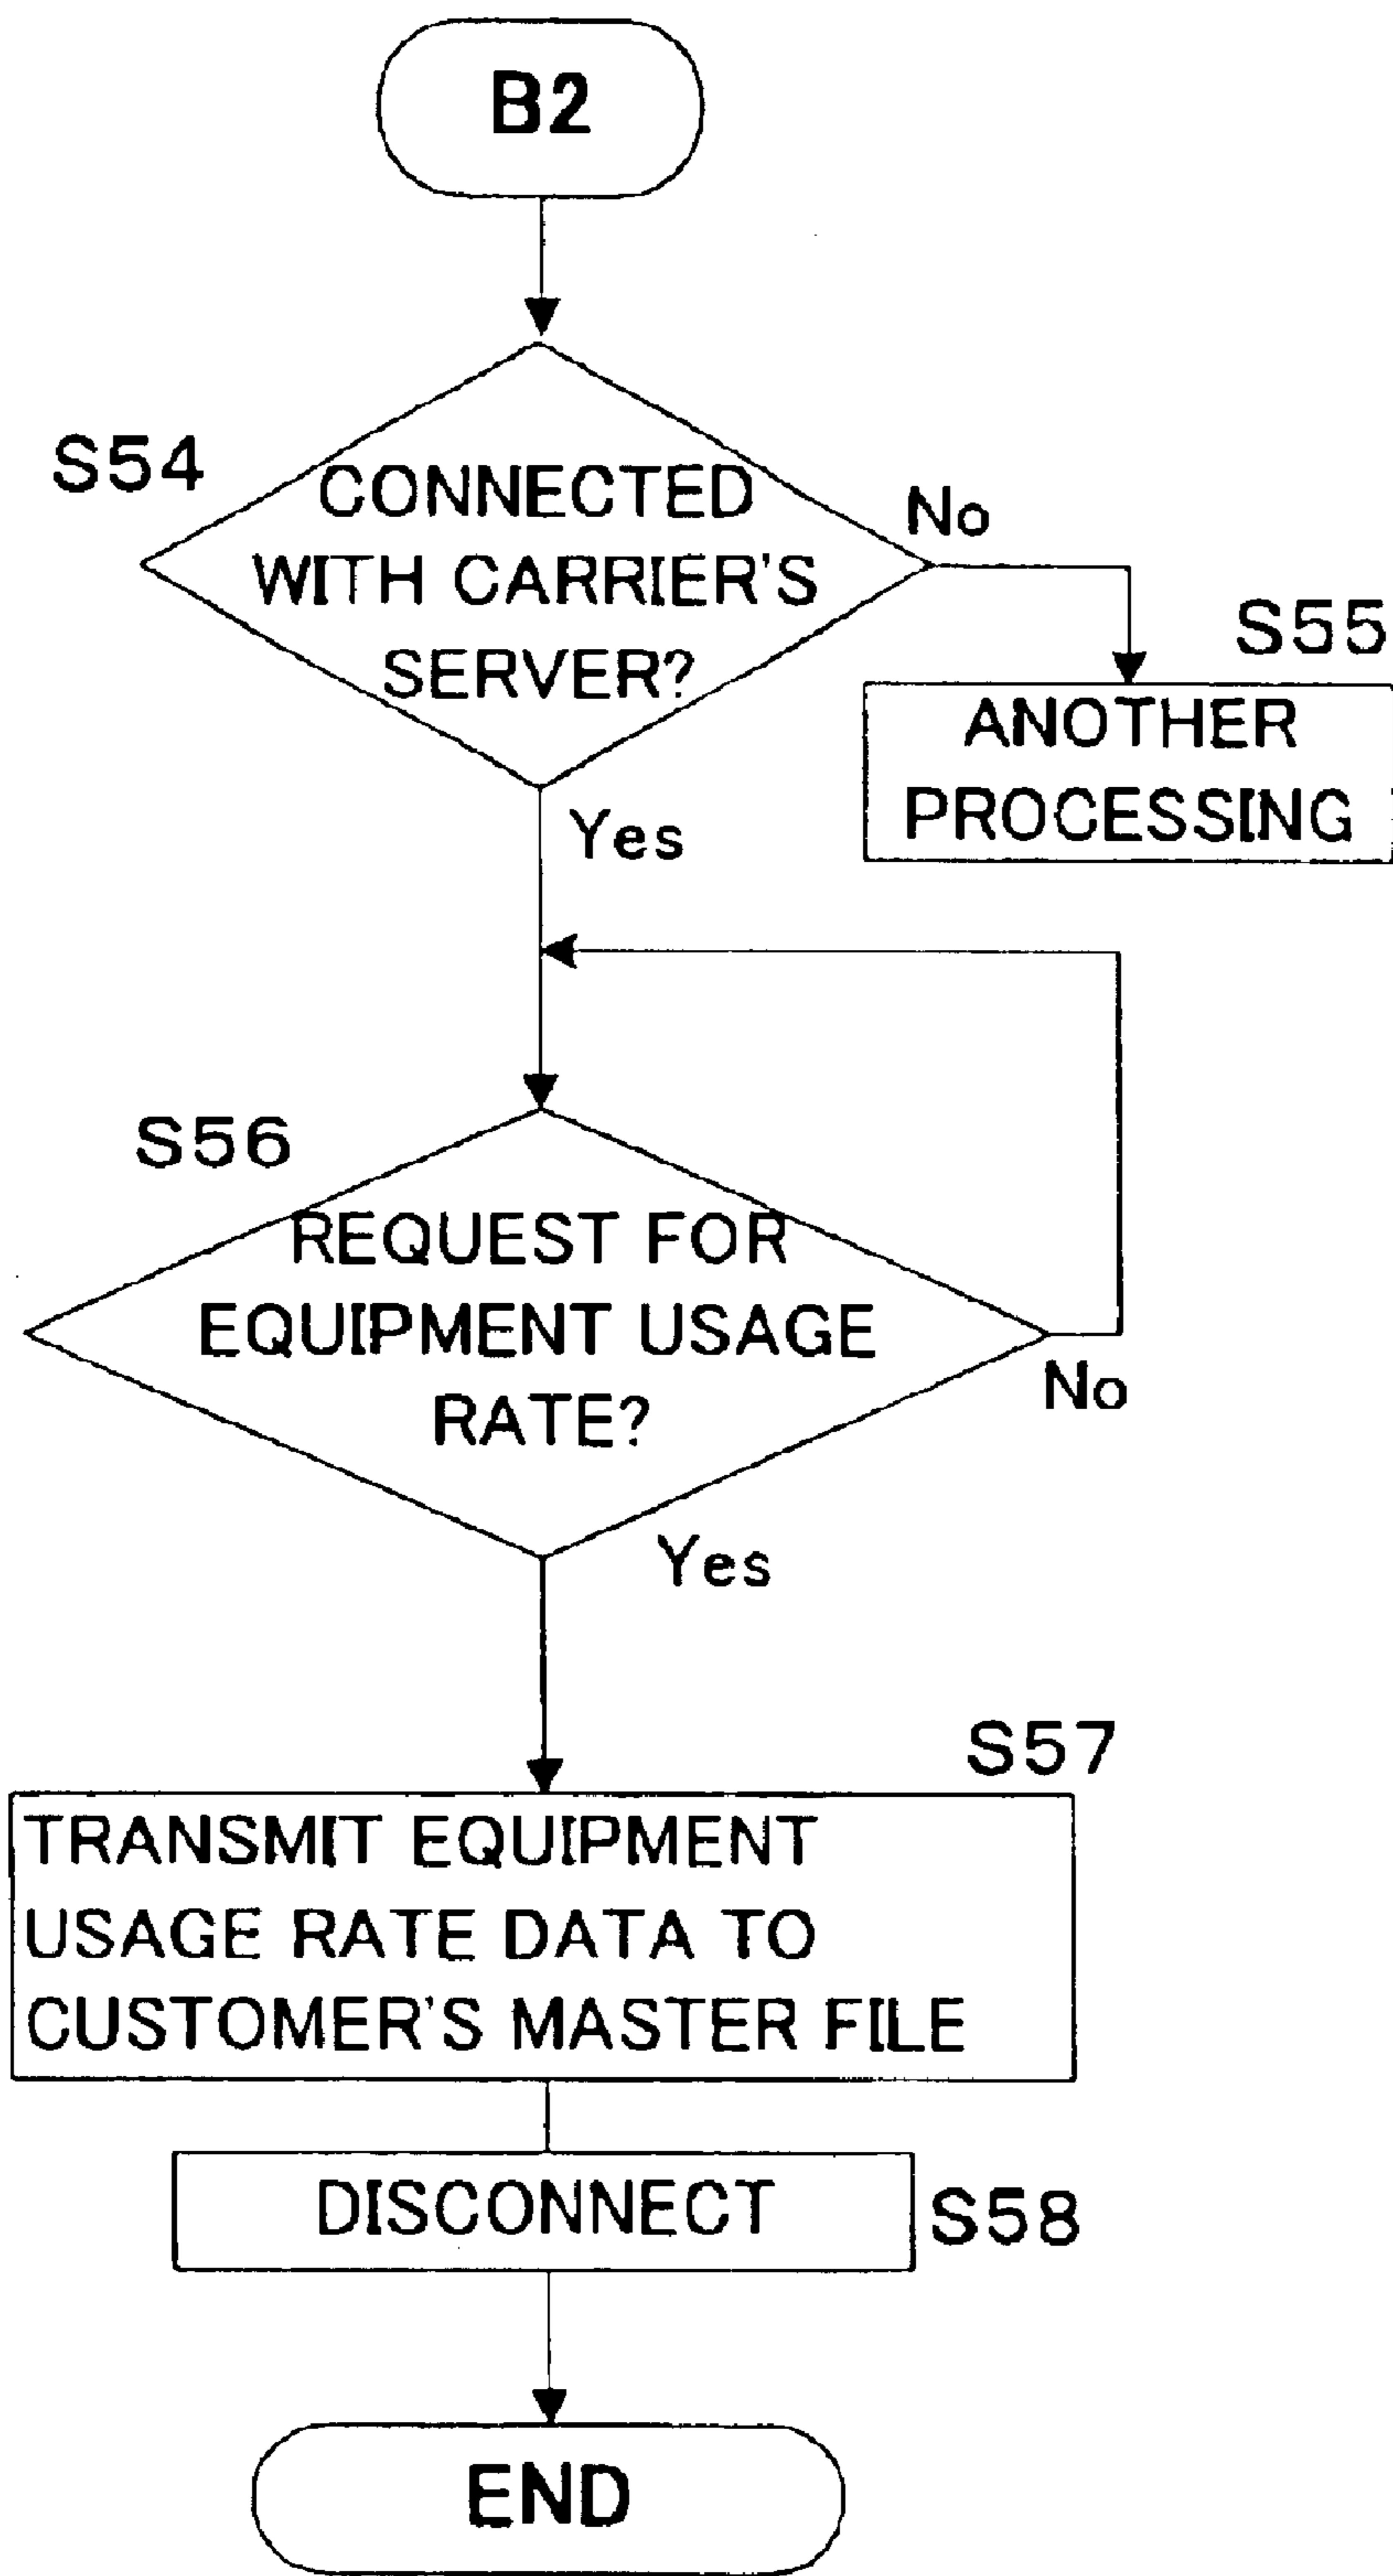 B2
S54
CONNECTED
WITH CARRIER'S
SERVER?
No
S55
ANOTHER
PROCESSING
Yes
S56
REQUEST FOR
EQUIPMENT USAGE
RATE?
No
Yes
S57
TRANSMIT EQUIPMENT
USAGE RATE DATA TO
CUSTOMER'S MASTER FILE
DISCONNECT
S58
END